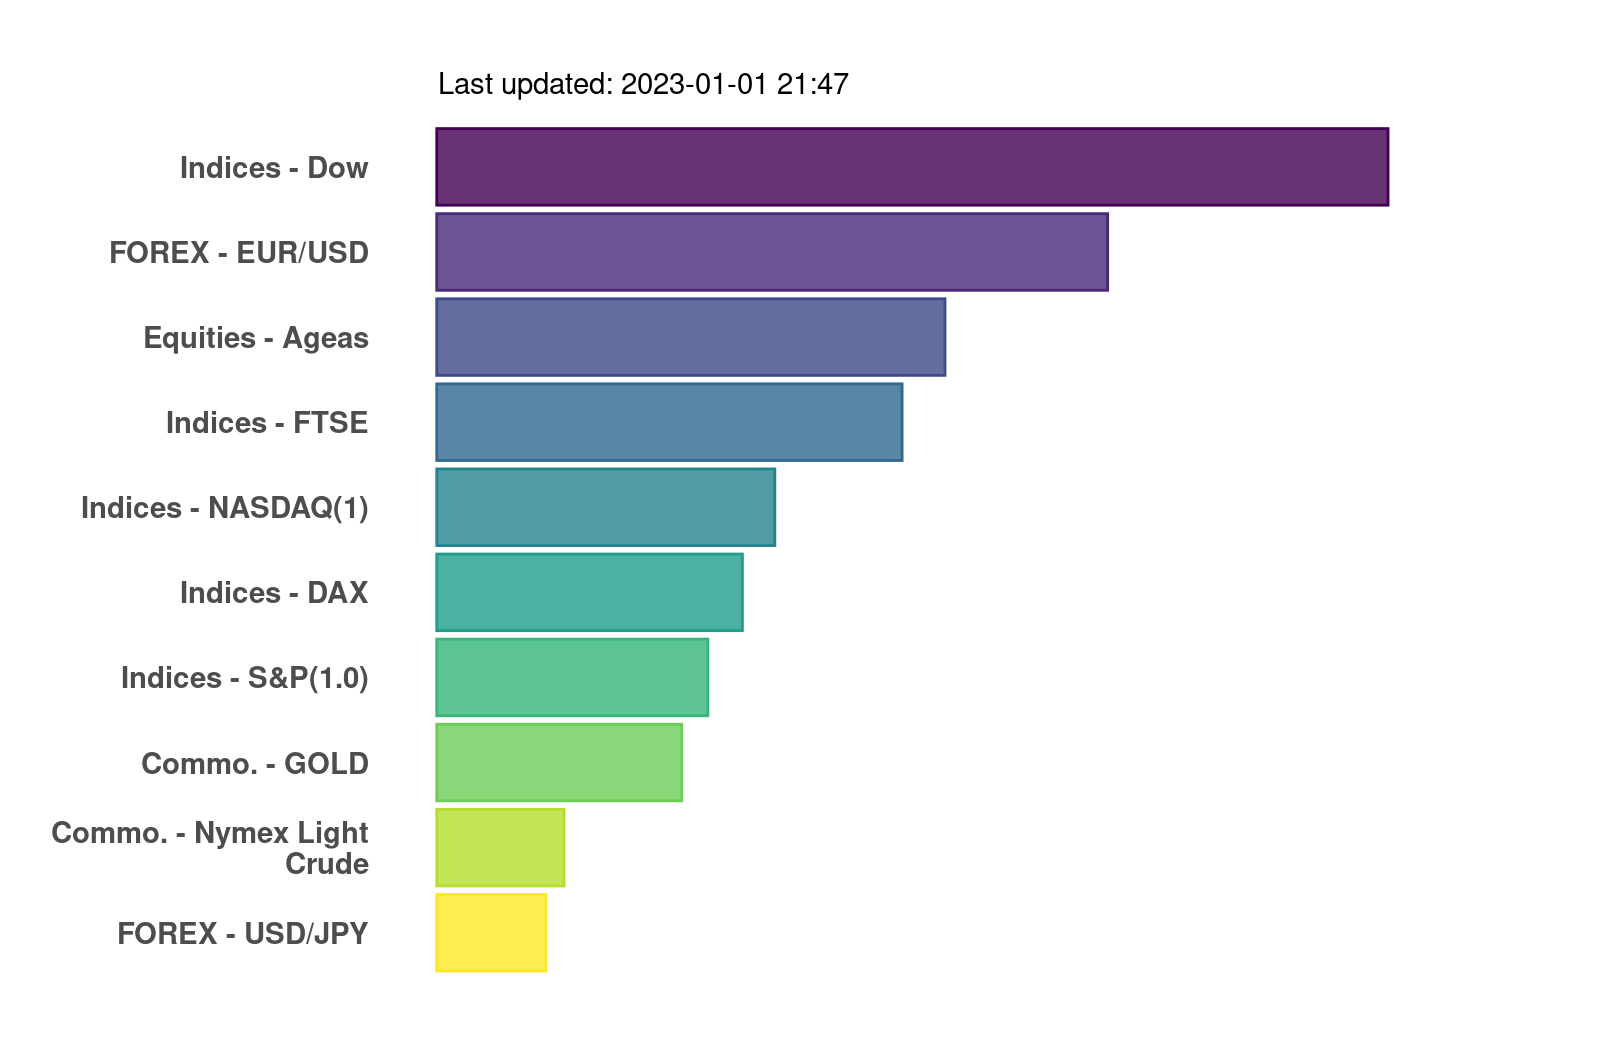 Last updated: 2023-01-01 21:47
Indices - Dow
FOREX - EUR/USD
Equities - Ageas
Indices - FTSE
Indices - NASDAQ(1)
Indices - DAX
Indices - S&P(1.0)
Commo. - GOLD
Commo. - Nymex Light
Crude
FOREX - USD/JPY